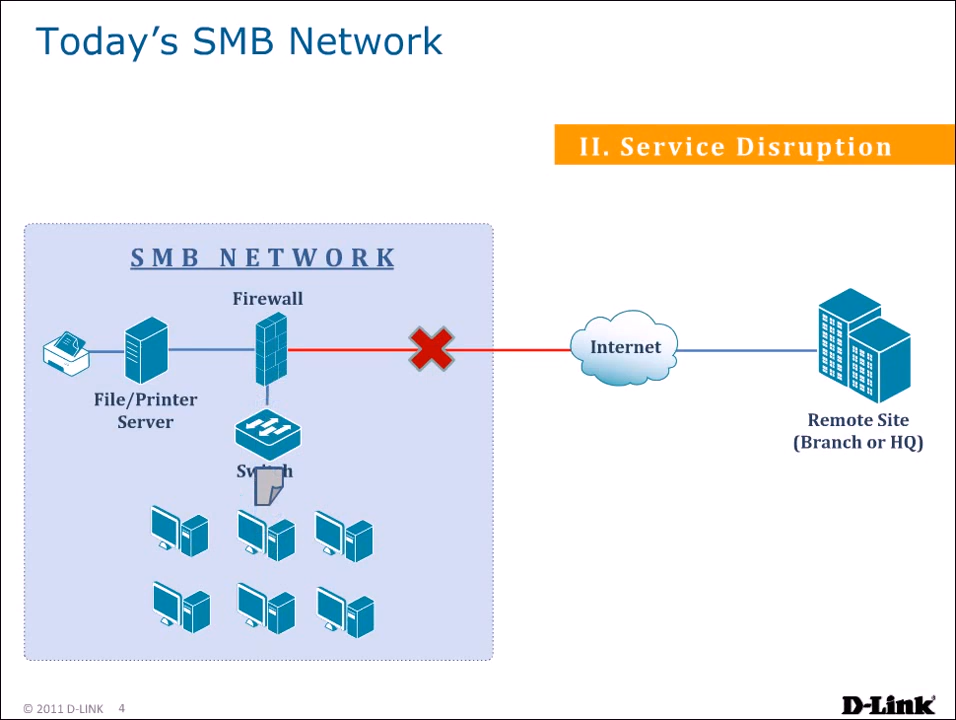 Today's SMB Network
II. Service Disruption
SMB NETWORK
Firewall
Internet
File/Printer
Server
Remote Site
(Branch or HQ)
Switch
© 2011 D-LINK 4
D-Link